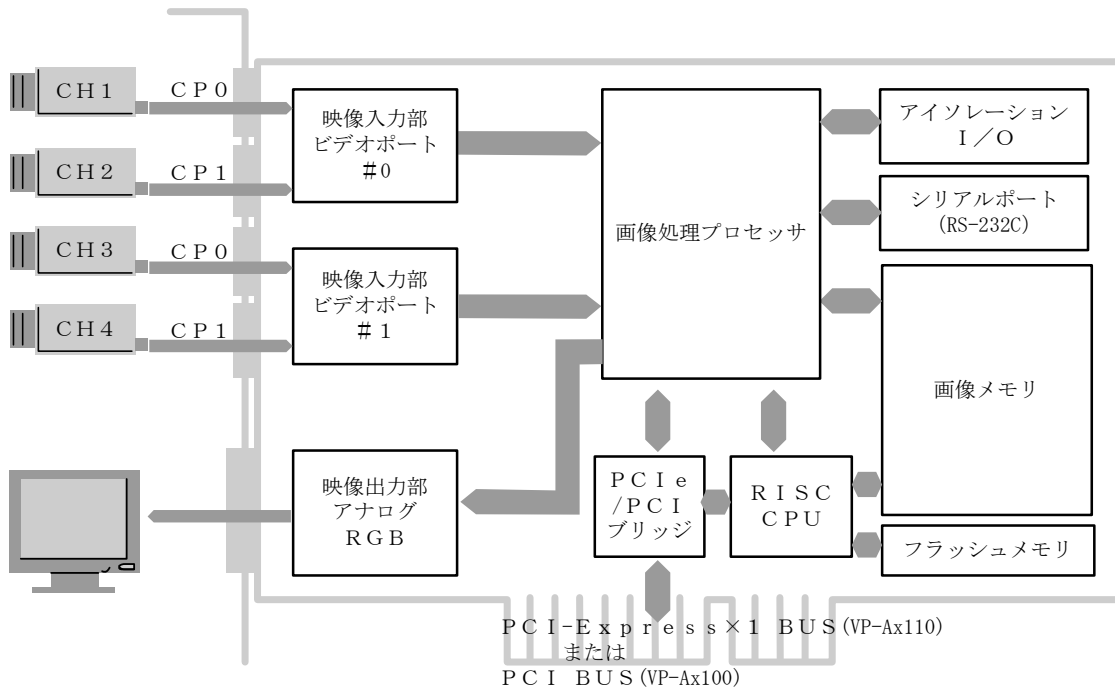 ＣＨ１
ＣＰ０
ＣＨ２
ＣＰ１
ＣＨ３
ＣＰ０
ＣＨ４
ＣＰ１
映像入力部
ビデオポート
＃0
映像入力部
ビデオポート
＃１
映像出力部
アナログ
ＲＧＢ
画像処理プロセッサ
アイソレーション
Ｉ／Ｏ
シリアルポート
(RS-232C)
画像メモリ
ＰＣＩｅ
/ＰＣＩ
ブリッジ
ＲＩＳＣ
ＣＰＵ
フラッシュメモリ
ＰＣＩ-Ｅｘｐｒｅｓｓ×１ ＢＵＳ(VP-Ax110)
または
ＰＣＩ ＢＵＳ(VP-Ax100)